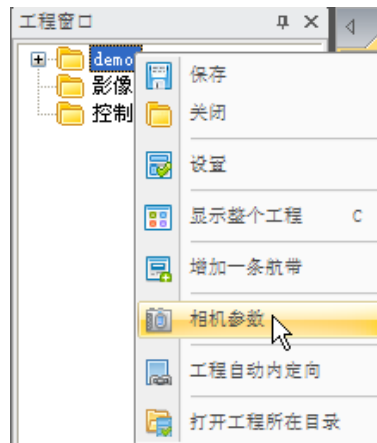 工程窗口
demo
影像
控制
保存
关闭
设置
显示整个工程 C
增加一条航带
相机参数
工程自动内定向
打开工程所在目录